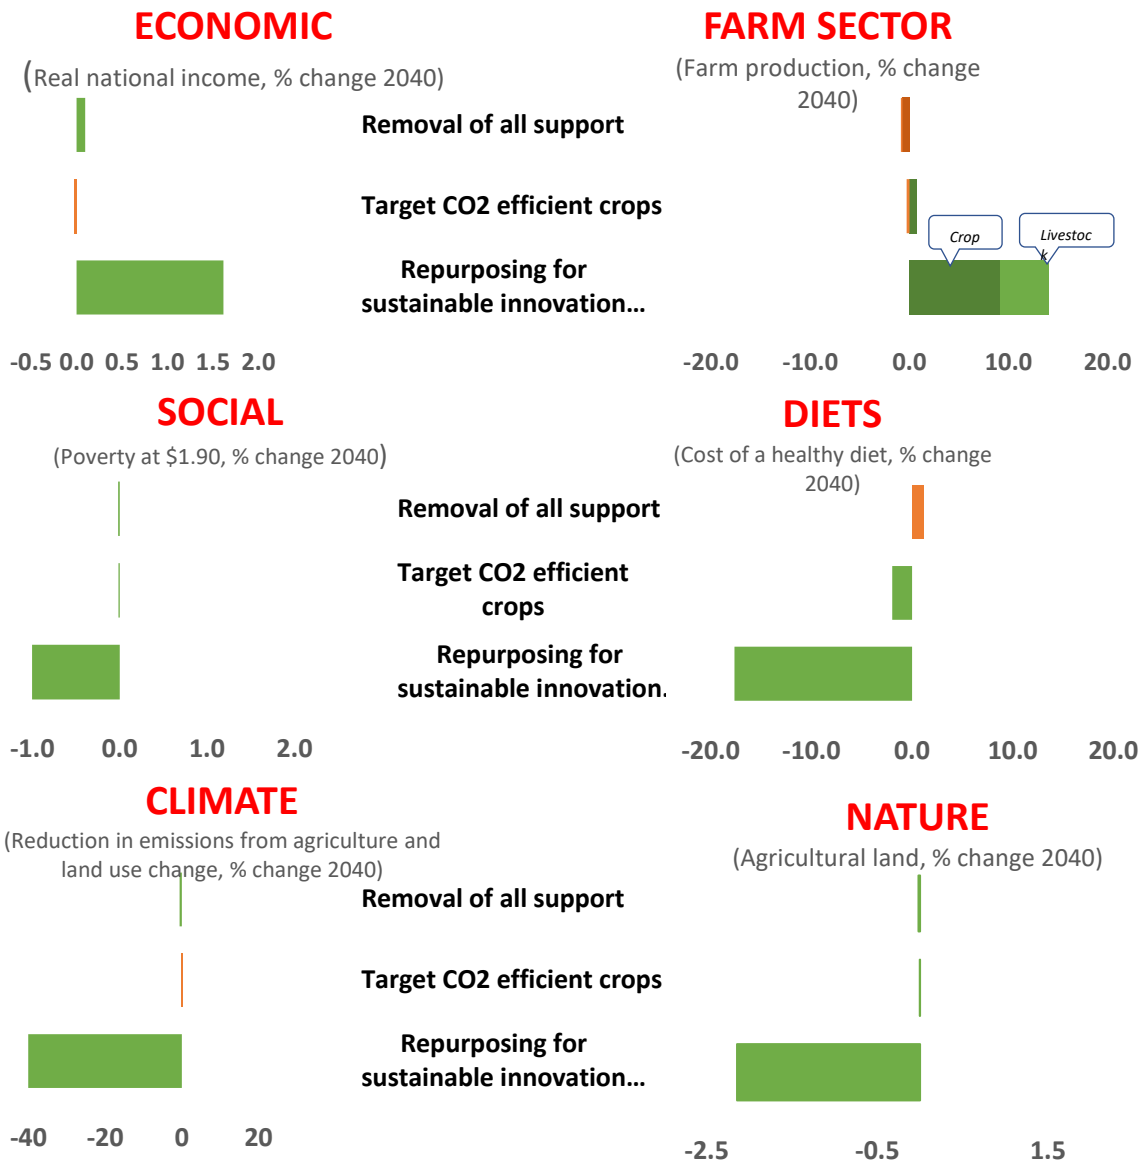 ECONOMIC
(Real national income, % change 2040)
FARM SECTOR
(Farm production, % change
2040)
Removal of all support
Target CO2 efficient crops
Repurposing for
sustainable innovation…
Crop
Livestoc
k
-0.5 0.0 0.5 1.0 1.5 2.0
-20.0 -10.0 0.0 10.0 20.0
SOCIAL
(Poverty at $1.90, % change 2040)
DIETS
(Cost of a healthy diet, % change
2040)
Removal of all support
Target CO2 efficient
crops
Repurposing for
sustainable innovation.
-1.0 0.0 1.0 2.0
-20.0 -10.0 0.0 10.0 20.0
CLIMATE
(Reduction in emissions from agriculture and
land use change, % change 2040)
NATURE
(Agricultural land, % change 2040)
Removal of all support
Target CO2 efficient crops
Repurposing for
sustainable innovation…
-40 -20 0 20
-2.5 -0.5 1.5